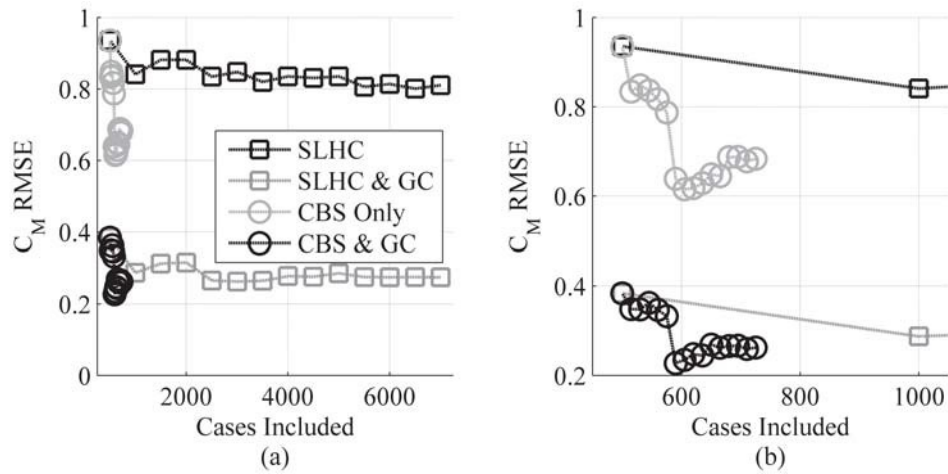 1
0.8
0.6
0.4
0.2
0
C_M RMSE
2000 4000 6000
Cases Included
(a)
SLHC
SLHC & GC
CBS Only
CBS & GC
1
0.8
0.6
0.4
0.2
C_M RMSE
600 800 1000
Cases Included
(b)